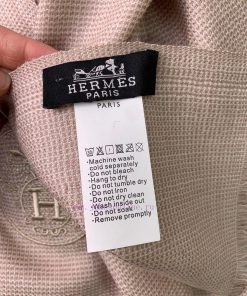 HERMES
PARIS
PARIS
-Machine wash
cold separately
-Do not bleach
-Hang to dry
-Do not tumble dry
-Do not Iron
-Do not dry clean
-Wash inside out
-Do not soak
-Remove promptly
H